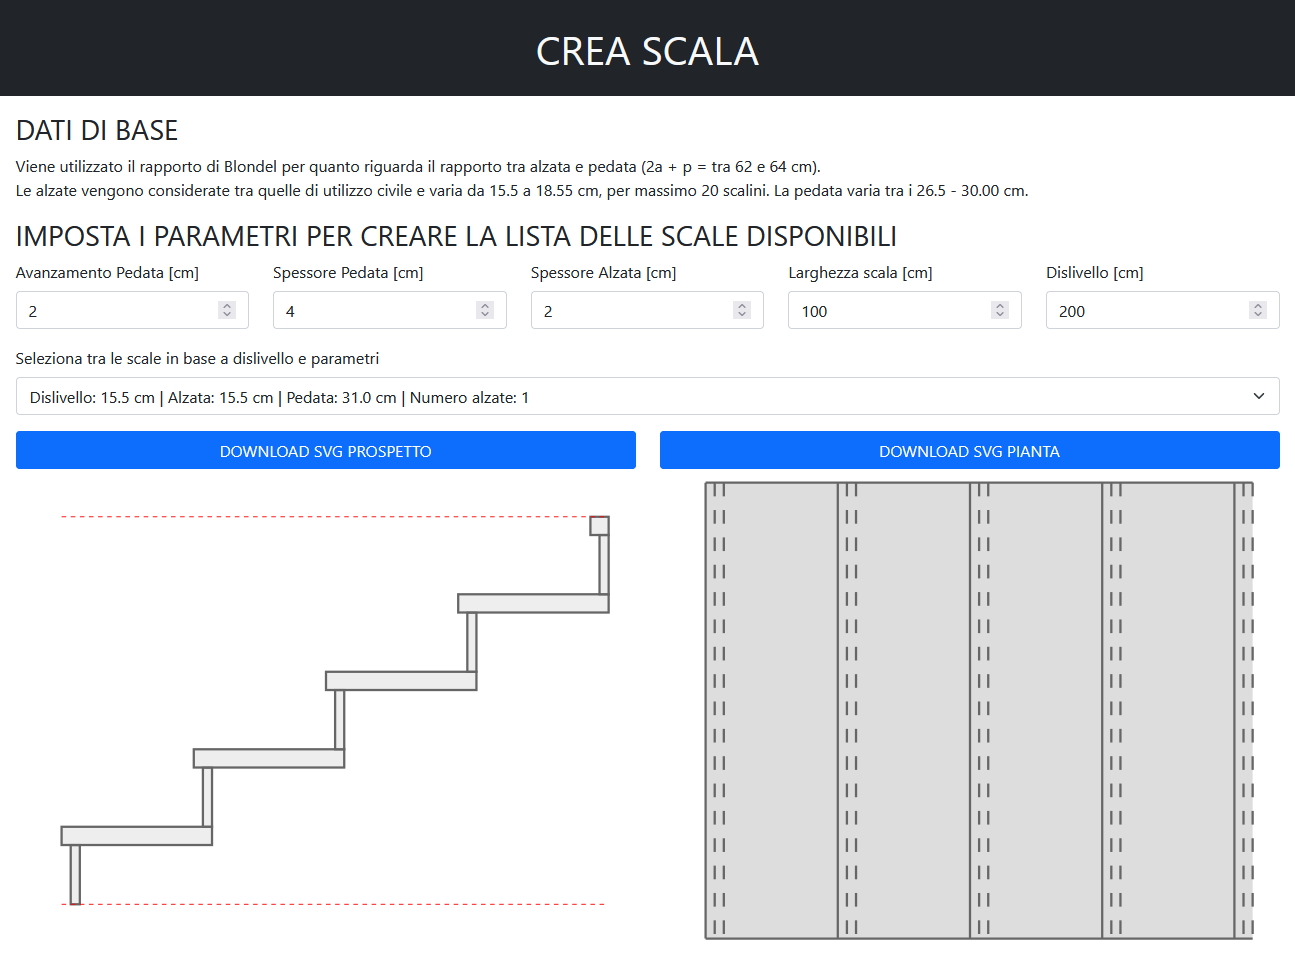 CREA SCALA
DATI DI BASE
Viene utilizzato il rapporto di Blondel per quanto riguarda il rapporto tra alzata e pedata (2a + p = tra 62 e 64 cm).
Le alzate vengono considerate tra quelle di utilizzo civile e varia da 15.5 a 18.55 cm, per massimo 20 scalini. La pedata varia tra i 26.5 - 30.00 cm.
IMPOSTA I PARAMETRI PER CREARE LA LISTA DELLE SCALE DISPONIBILI
Avanzamento Pedata [cm] Spessore Pedata [cm] Spessore Alzata [cm] Larghezza scala [cm] Dislivello [cm]
2 4 2 100 200
Seleziona tra le scale in base a dislivello e parametri
Dislivello: 15.5 cm | Alzata: 15.5 cm | Pedata: 31.0 cm | Numero alzate: 1
DOWNLOAD SVG PROSPETTO DOWNLOAD SVG PIANTA